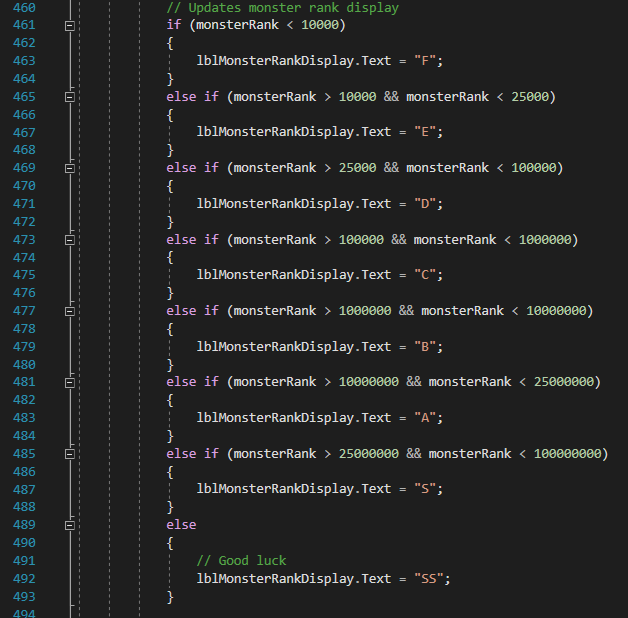 460 // Updates monster rank display
461 if (monsterRank < 10000)
462 {
463 lblMonsterRankDisplay.Text = "F";
464 }
465 else if (monsterRank > 10000 && monsterRank < 25000)
466 {
467 lblMonsterRankDisplay.Text = "E";
468 }
469 else if (monsterRank > 25000 && monsterRank < 100000)
470 {
471 lblMonsterRankDisplay.Text = "D";
472 }
473 else if (monsterRank > 100000 && monsterRank < 1000000)
474 {
475 lblMonsterRankDisplay.Text = "C";
476 }
477 else if (monsterRank > 1000000 && monsterRank < 10000000)
478 {
479 lblMonsterRankDisplay.Text = "B";
480 }
481 else if (monsterRank > 10000000 && monsterRank < 25000000)
482 {
483 lblMonsterRankDisplay.Text = "A";
484 }
485 else if (monsterRank > 25000000 && monsterRank < 100000000)
486 {
487 lblMonsterRankDisplay.Text = "S";
488 }
489 else
490 {
491 // Good luck
492 lblMonsterRankDisplay.Text = "SS";
493 }
494